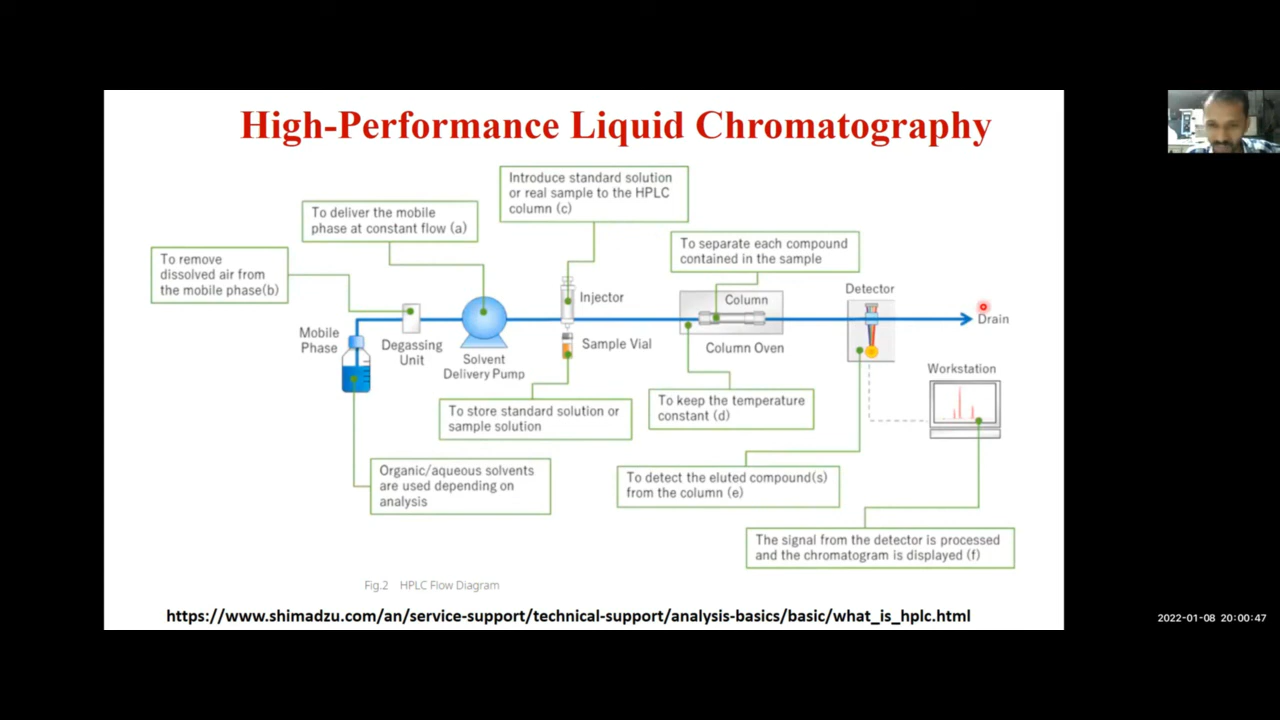 High-Performance Liquid Chromatography
Introduce standard solution
or real sample to the HPLC
column (c)
To deliver the mobile
phase at constant flow (a)
To separate each compound
contained in the sample
To remove
dissolved air from
the mobile phase(b)
Detector
Injector
Column
Drain
Mobile
Phase
Degassing
Unit
Sample Vial
Column Oven
Solvent
Delivery Pump
Workstation
To store standard solution or
sample solution
To keep the temperature
constant (d)
Organic/aqueous solvents
are used depending on
analysis
To detect the eluted compound(s)
from the column (e)
The signal from the detector is processed
and the chromatogram is displayed (f)
Fig.2 HPLC Flow Diagram
https://www.shimadzu.com/an/service-support/technical-support/analysis-basics/basic/what_is_hplc.html
2022-01-08 20:00:47